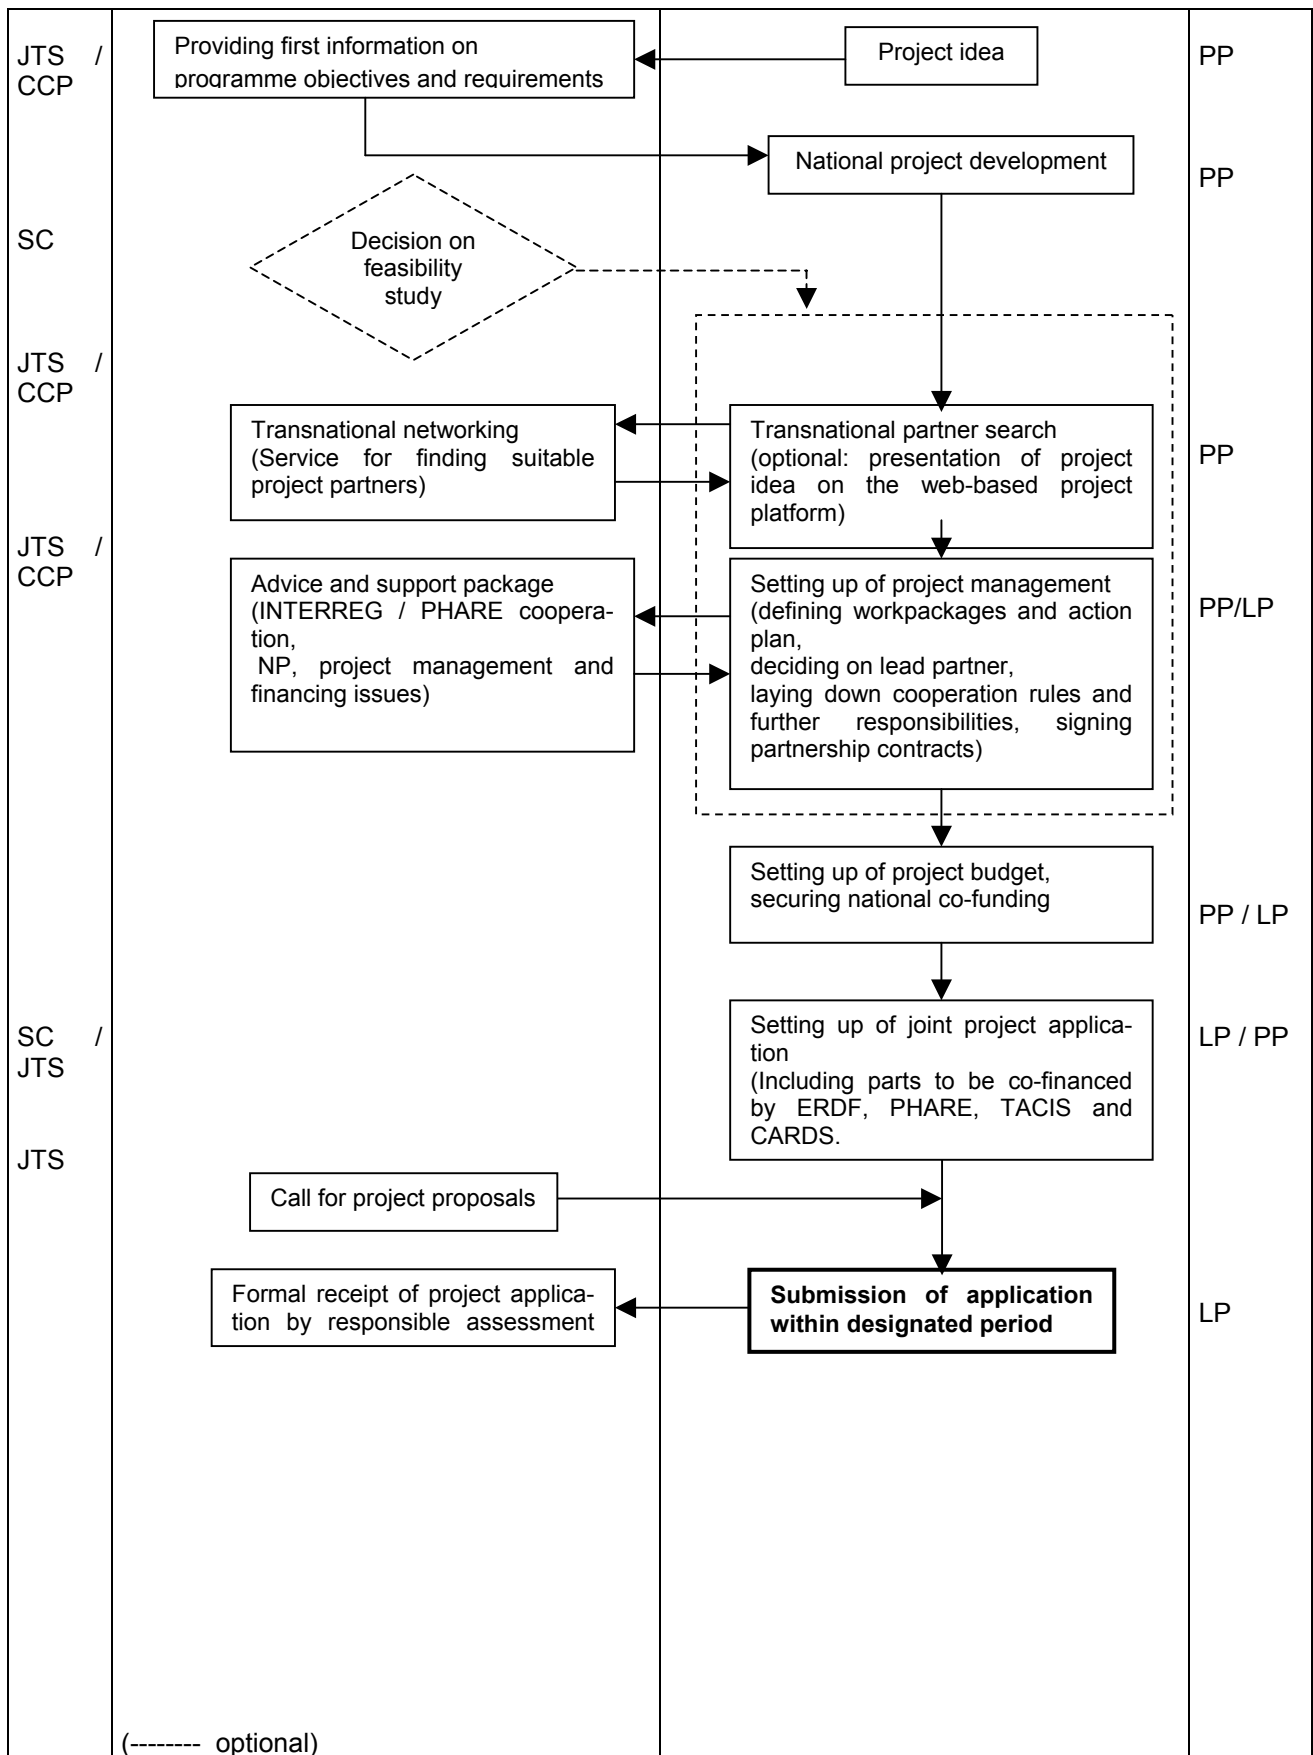 JTS /
CCP
Providing first information on
programme objectives and requirements
Project idea
PP
National project development
PP
SC
Decision on
feasibility
study
JTS /
CCP
Transnational networking
(Service for finding suitable
project partners)
Transnational partner search
(optional: presentation of project
idea on the web-based project
platform)
PP
JTS /
CCP
Advice and support package
(INTERREG / PHARE coopera-
tion,
NP, project management and
financing issues)
Setting up of project management
(defining workpackages and action
plan,
deciding on lead partner,
laying down cooperation rules and
further responsibilities, signing
partnership contracts)
PP/LP
Setting up of project budget,
securing national co-funding
PP / LP
SC /
JTS
Setting up of joint project applica-
tion
(Including parts to be co-financed
by ERDF, PHARE, TACIS and
CARDS.
LP / PP
JTS
Call for project proposals
Formal receipt of project applica-
tion by responsible assessment
Submission of application
within designated period
LP
(-------- optional)